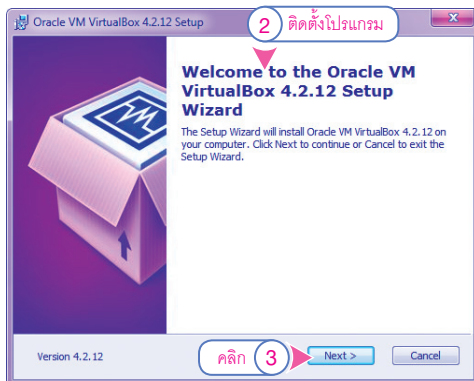 Oracle VM VirtualBox 4.2.12 Setup
2 ติดตั้งโปรแกรม
Welcome to the Oracle VM
VirtualBox 4.2.12 Setup
Wizard
The Setup Wizard will install Oracle VM VirtualBox 4.2.12 on
your computer. Click Next to continue or Cancel to exit the
Setup Wizard.
Version 4.2.12
คลิก 3
Next >
Cancel